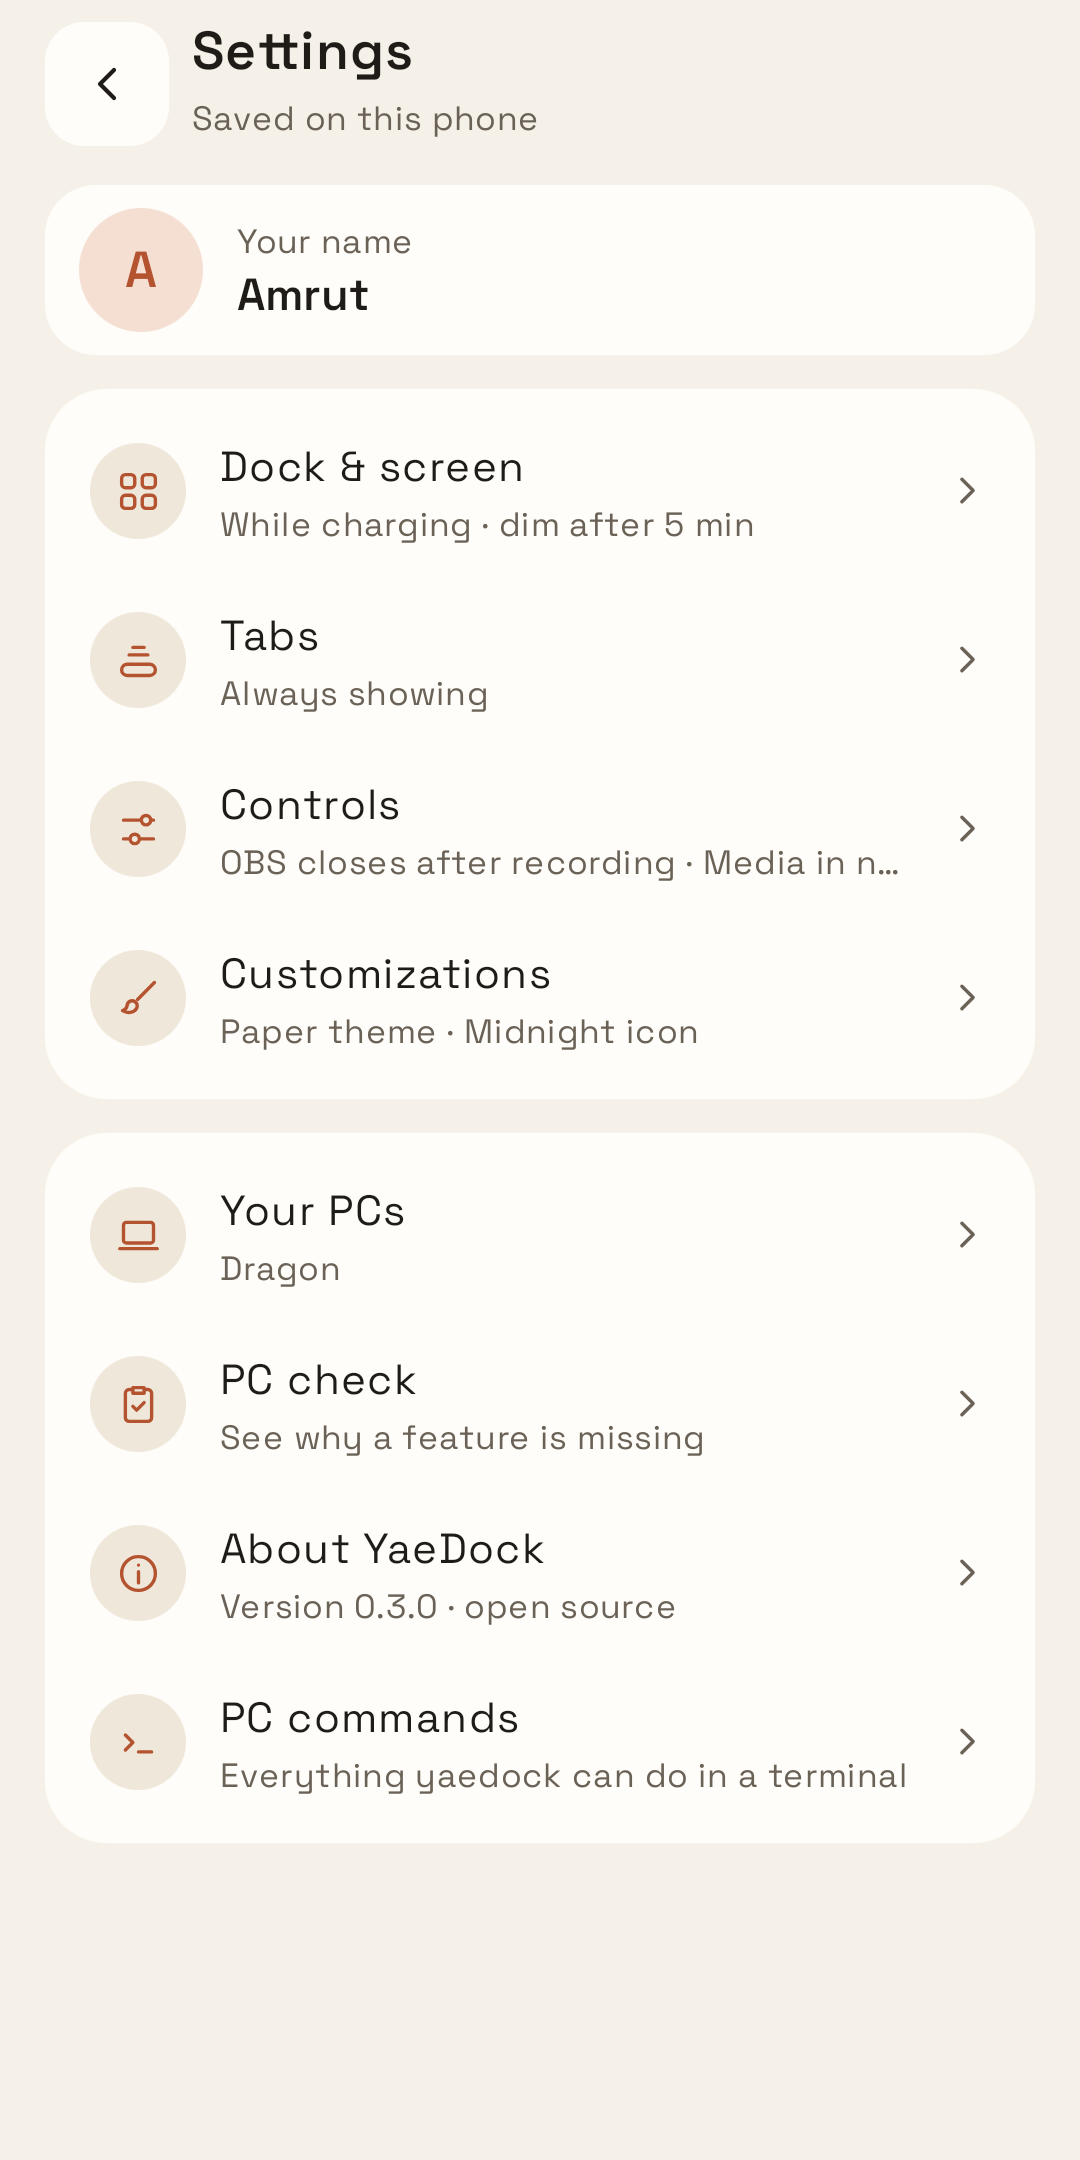 Settings
Saved on this phone
A
Your name
Amrut
Dock & screen
While charging · dim after 5 min
Tabs
Always showing
Controls
OBS closes after recording · Media in n…
Customizations
Paper theme · Midnight icon
Your PCs
Dragon
PC check
See why a feature is missing
About YaeDock
Version 0.3.0 · open source
PC commands
Everything yaedock can do in a terminal